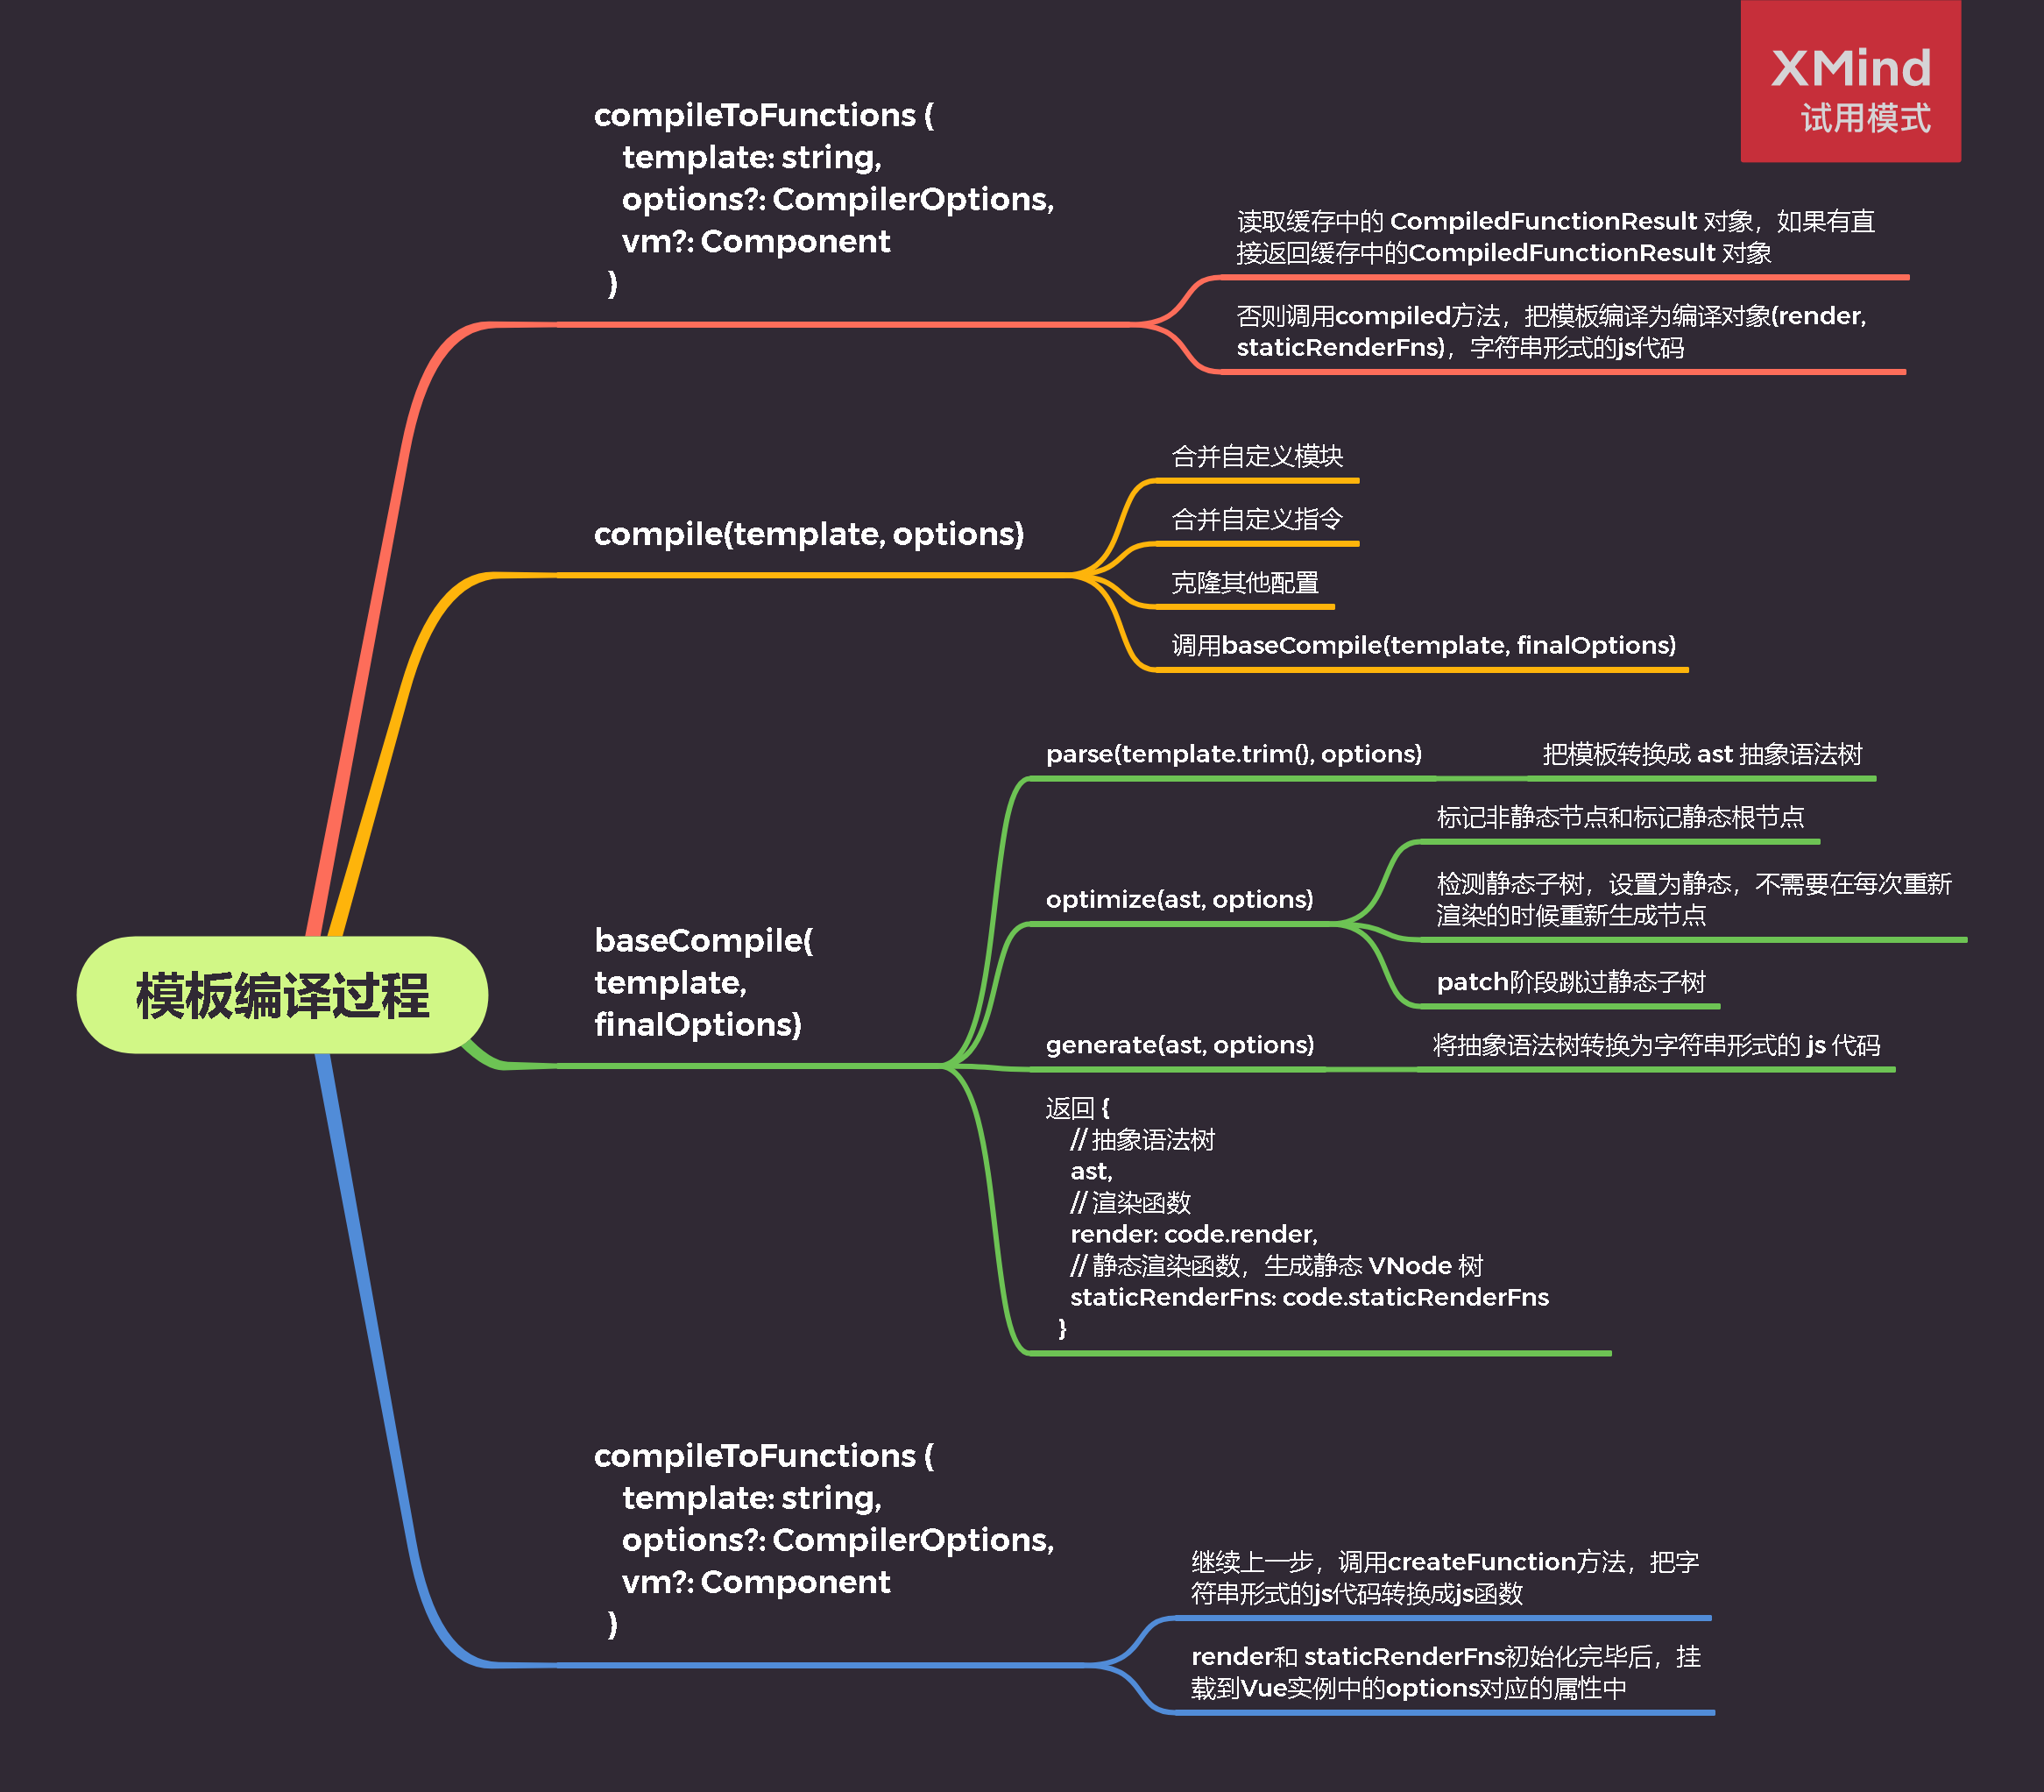 XMind
试用模式
compileToFunctions (
template: string,
options?: CompilerOptions,
vm?: Component
)
读取缓存中的 CompiledFunctionResult 对象，如果有直
接返回缓存中的CompiledFunctionResult 对象
否则调用compiled方法，把模板编译为编译对象(render,
staticRenderFns)，字符串形式的js代码
compile(template, options)
合并自定义模块
合并自定义指令
克隆其他配置
调用baseCompile(template, finalOptions)
模板编译过程
baseCompile(
template,
finalOptions)
parse(template.trim(), options)
把模板转换成 ast 抽象语法树
optimize(ast, options)
标记非静态节点和标记静态根节点
检测静态子树，设置为静态，不需要在每次重新
渲染的时候重新生成节点
patch阶段跳过静态子树
generate(ast, options)
将抽象语法树转换为字符串形式的 js 代码
返回 {
// 抽象语法树
ast,
// 渲染函数
render: code.render,
// 静态渲染函数，生成静态 VNode 树
staticRenderFns: code.staticRenderFns
}
compileToFunctions (
template: string,
options?: CompilerOptions,
vm?: Component
)
继续上一步，调用createFunction方法，把字
符串形式的js代码转换成js函数
render和 staticRenderFns初始化完毕后，挂
载到Vue实例中的options对应的属性中